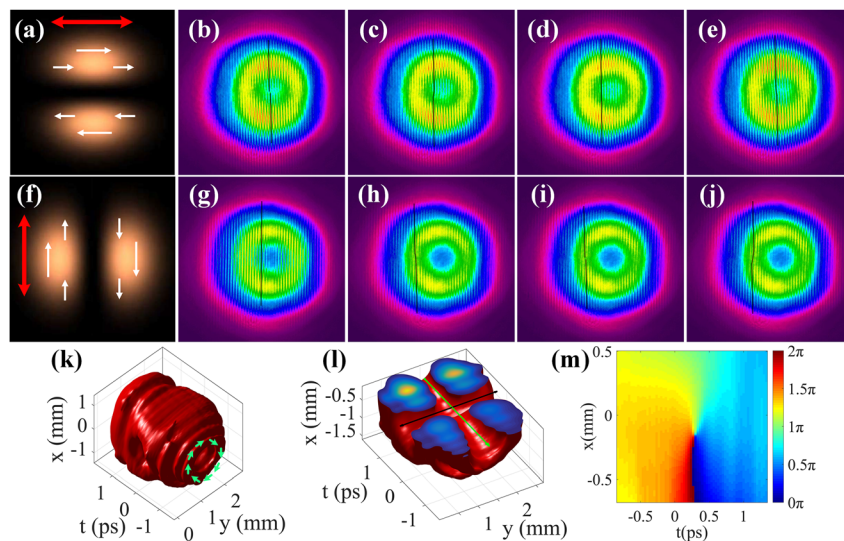 (a) (b) (c) (d) (e)
(f) (g) (h) (i) (j)
(k) (l) (m)
x (mm)
1
0
-1
t (ps)
1
0
-1
y (mm)
0
1
2
x (mm)
-0.5
-1
-1.5
t (ps)
1
0
-1
y (mm)
1
2
x(mm)
0.5
0
-0.5
-0.5 0 0.5 1
t(ps)
2π
1.5π
1π
0.5π
0π